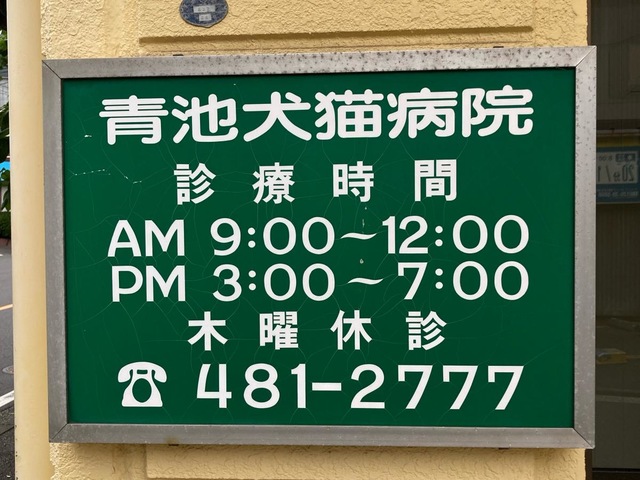 青池犬猫病院
診療時間
AM 9:00～12:00
PM 3:00～7:00
木曜休診
☎ 481-2777